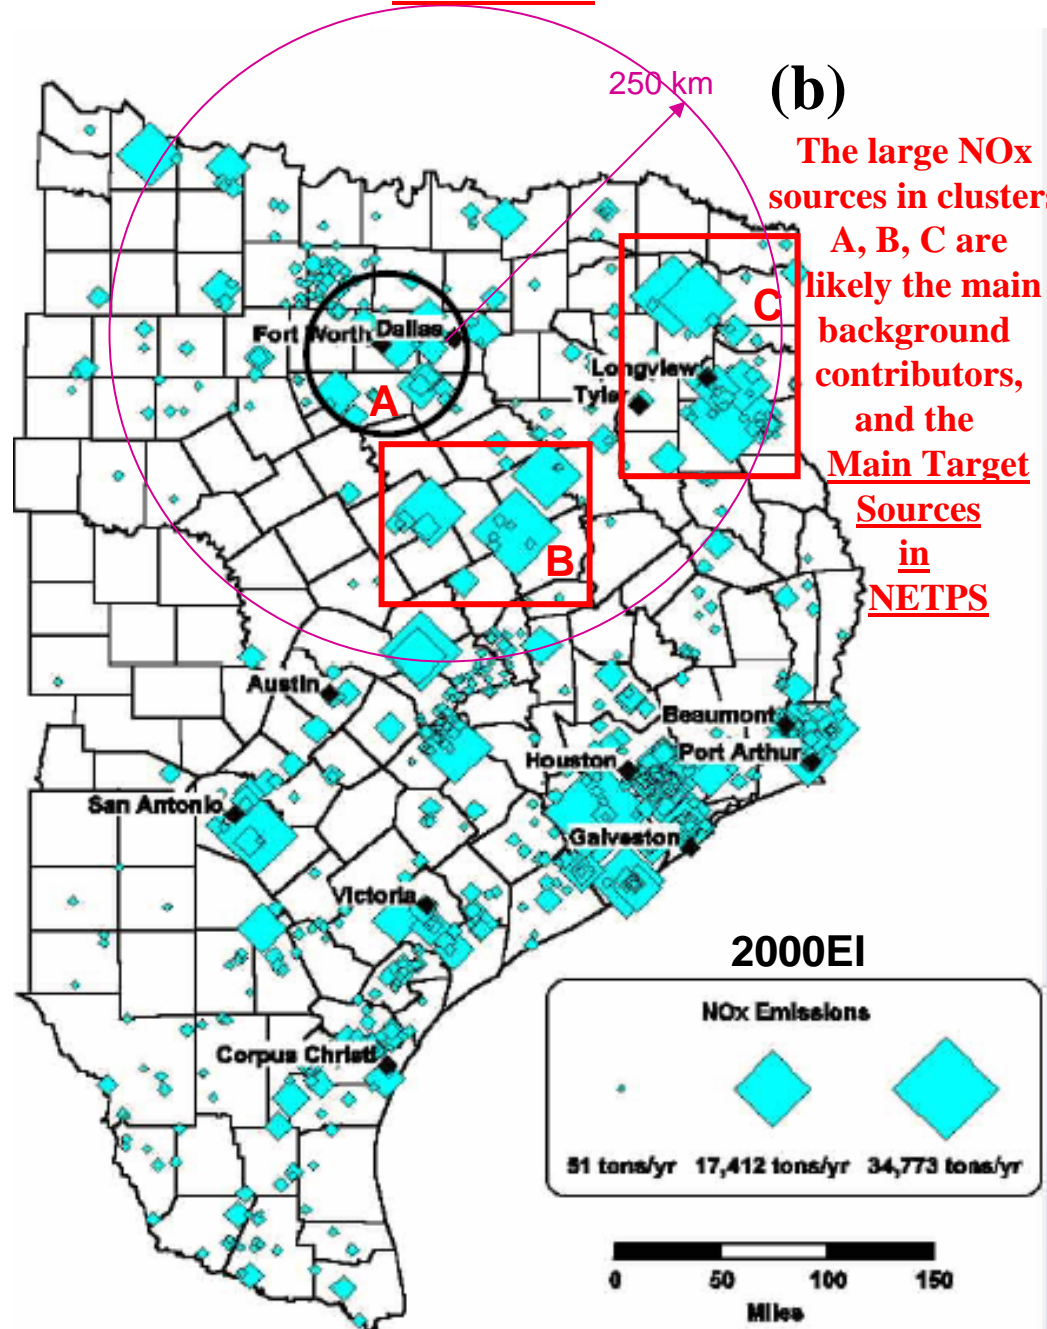 250 km
(b)
The large NOx
sources in clusters
A, B, C are
likely the main
background
contributors,
and the
Main Target
Sources
in
NETPS
C
Fort Worth
Dallas
Longview
Tyler
A
B
Austin
Beaumont
Houston
Port Arthur
San Antonio
Galveston
Victoria
2000EI
NOx Emissions
Corpus Christi
51 tons/yr 17,412 tons/yr 34,773 tons/yr
0 50 100 150
Miles